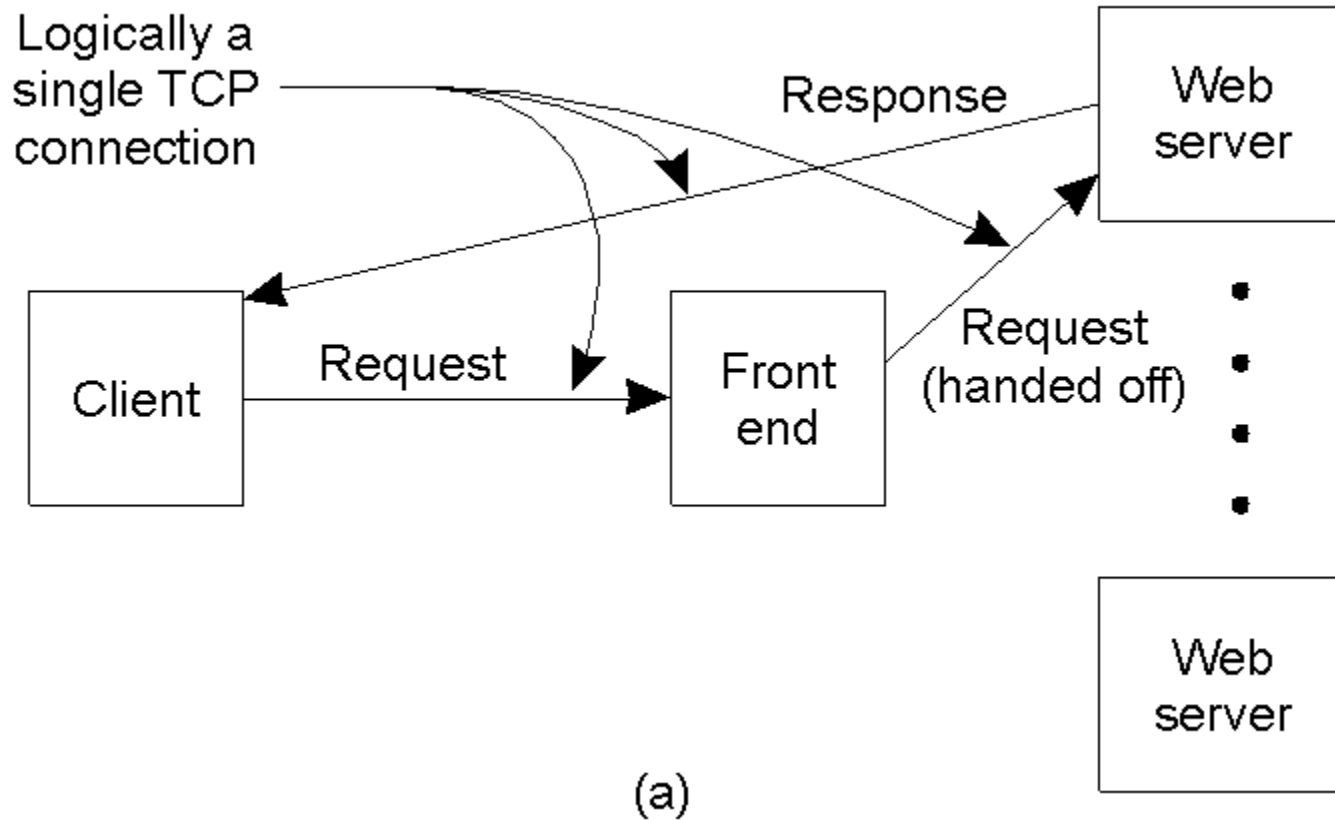 Logically a
single TCP
connection
Response
Web
server
Client
Request
Front
end
Request
(handed off)
Web
server
(a)